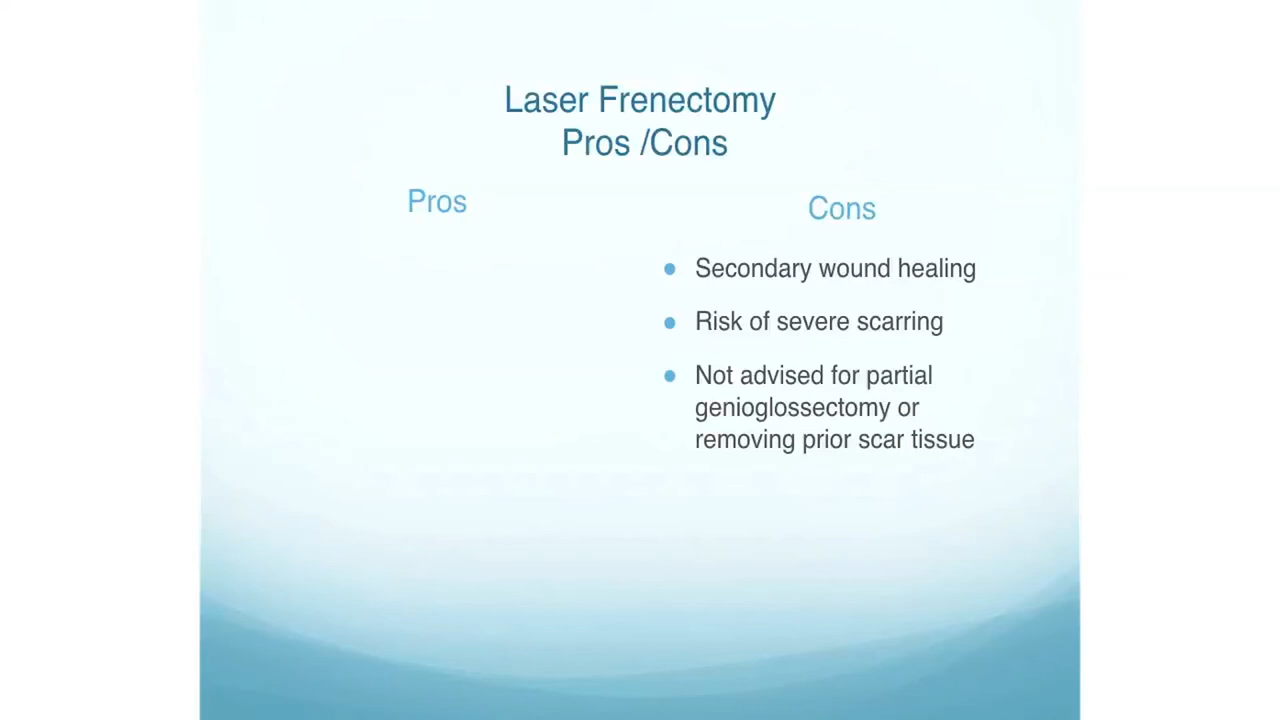 Laser Frenectomy
Pros /Cons
Pros
Cons
Secondary wound healing
Risk of severe scarring
Not advised for partial
genioglossectomy or
removing prior scar tissue